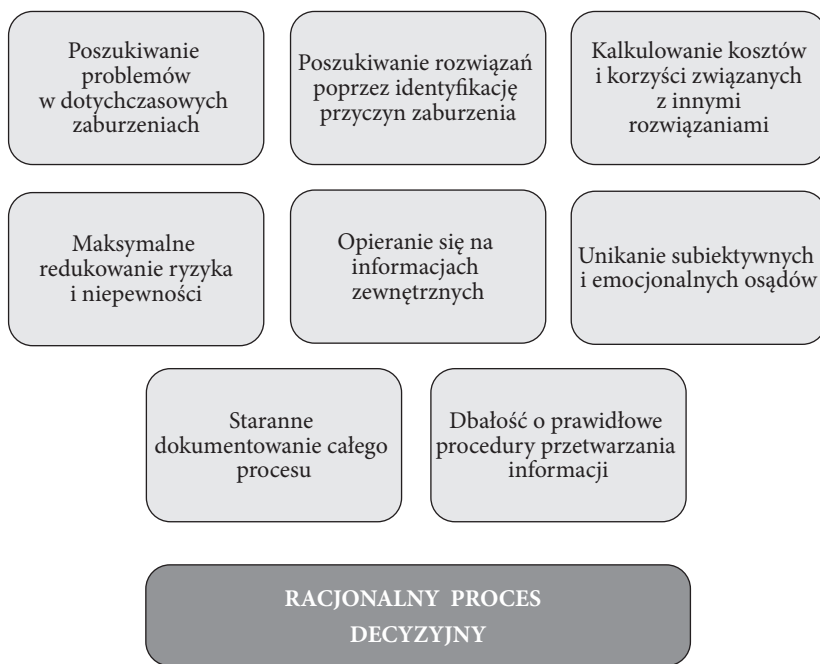 Poszukiwanie
problemów
w dotychczasowych
zaburzeniach
Poszukiwanie rozwiązań
poprzez identyfikację
przyczyn zaburzenia
Kalkulowanie kosztów
i korzyści związanych
z innymi
rozwiązaniami
Maksymalne
redukowanie ryzyka
i niepewności
Opieranie się na
informacjach
zewnętrznych
Unikanie subiektywnych
i emocjonalnych osądów
Staranne
dokumentowanie całego
procesu
Dbałość o prawidłowe
procedury przetwarzania
informacji
RACJONALNY PROCES
DECYZYJNY